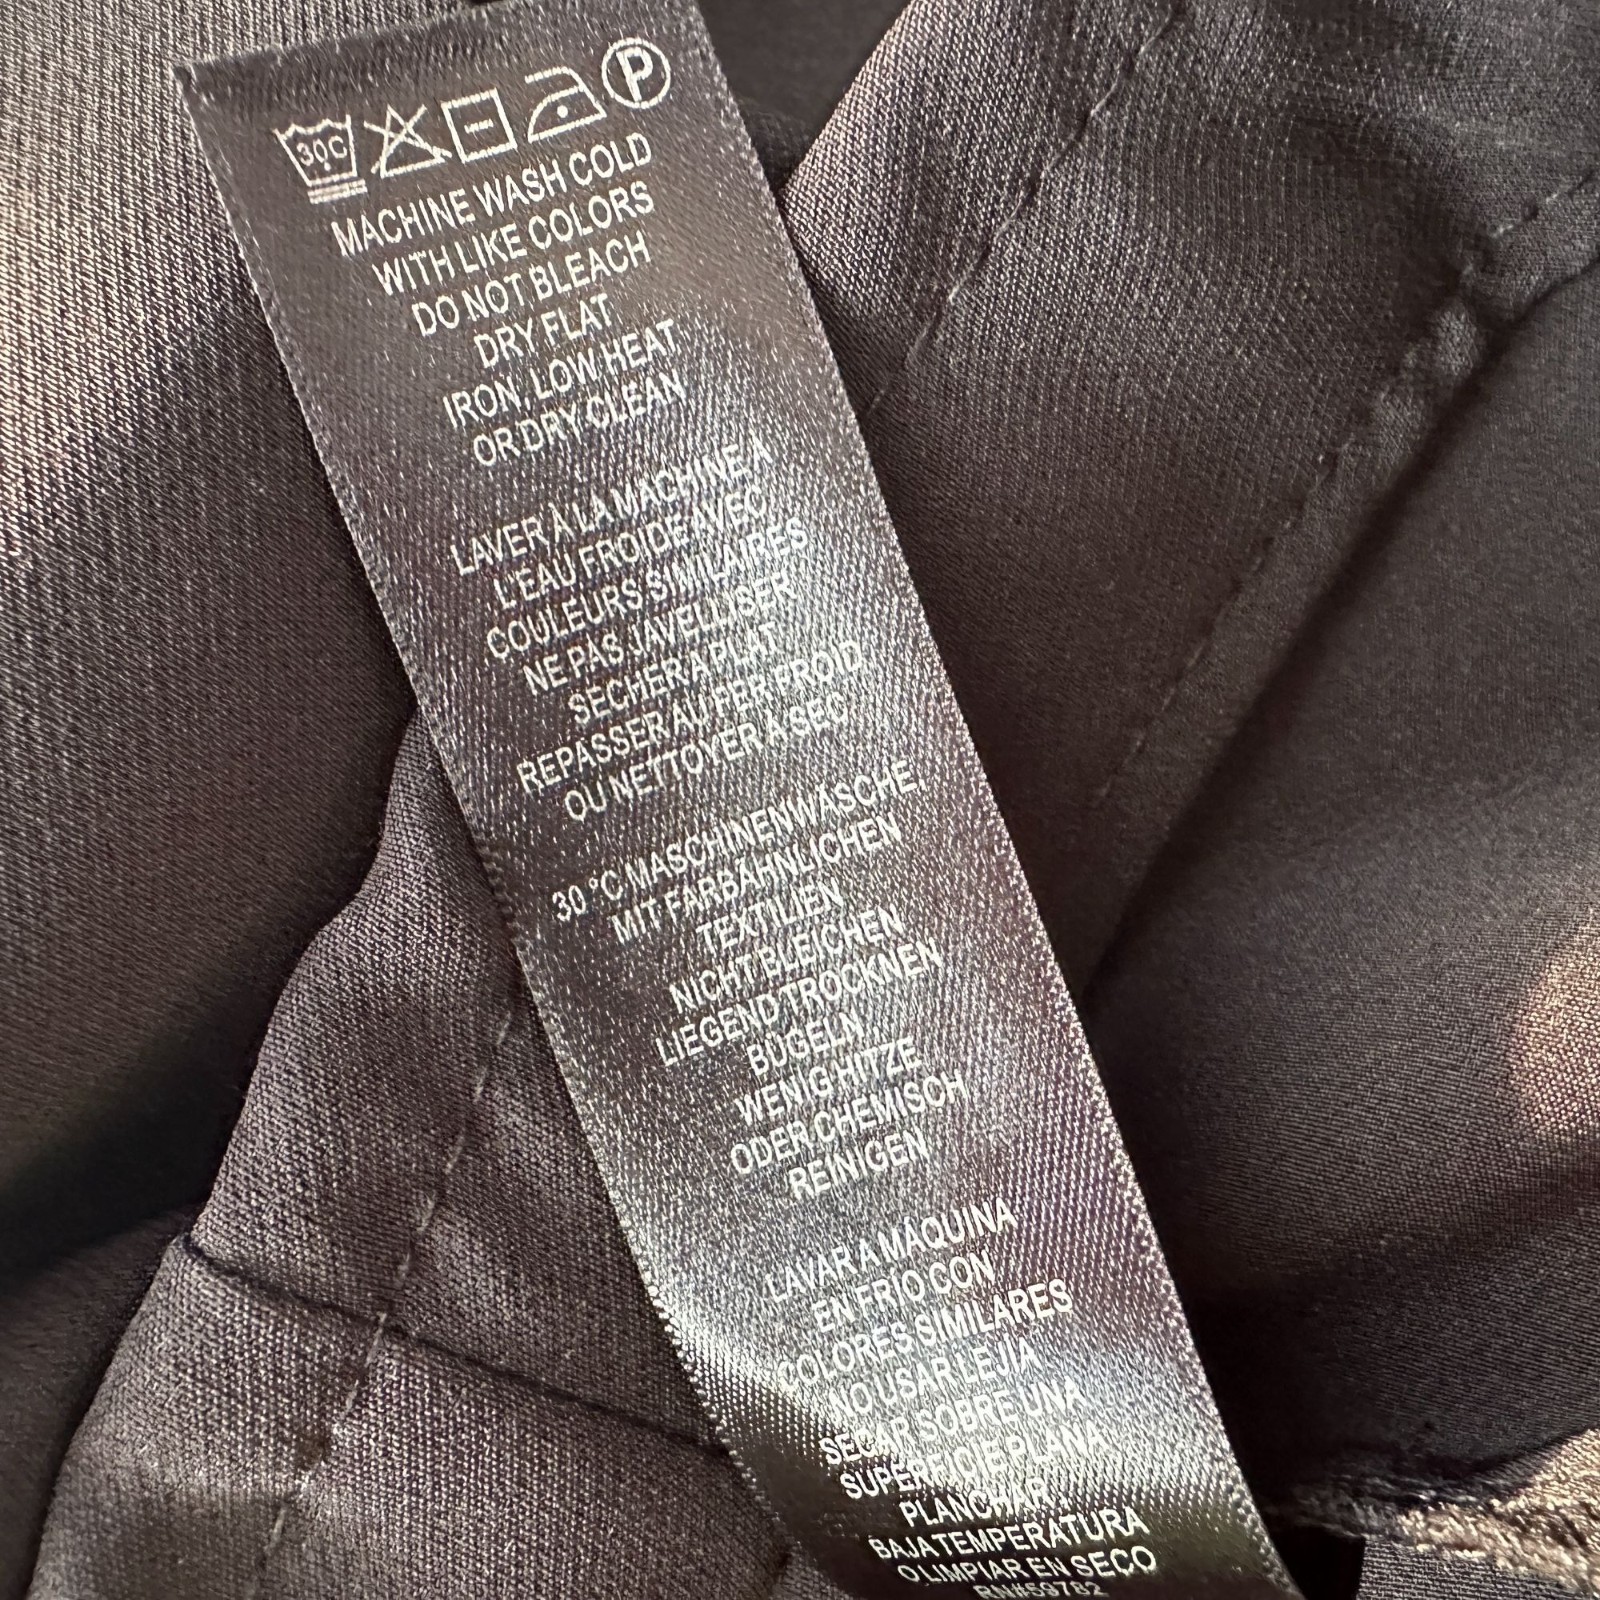 30C P
MACHINE WASH COLD
WITH LIKE COLORS
DO NOT BLEACH
DRY FLAT
IRON, LOW HEAT
OR DRY CLEAN
LAVER À LA MACHINE A
L'EAU FROIDE AVEC
COULEURS SIMILAIRES
NE PAS JAVELLISER
SECHER A PLAT
REPASSER AU FER FROID
OU NETTOYER À SEC
30 °C MASCHINENWÄSCHE,
MIT FARBÄHNLICHEN
TEXTILIEN
NICHT BLEICHEN
LIEGEND TROCKNEN
BÜGELN,
WENIG HITZE
ODER CHEMISCH
REINIGEN
LAVAR A MÁQUINA
EN FRÍO CON
COLORES SIMILARES
NO USAR LEJÍA
SECAR SOBRE UNA
SUPERFICIE PLANA
PLANCHAR,
BAJA TEMPERATURA
O LIMPIAR EN SECO
RN#59782